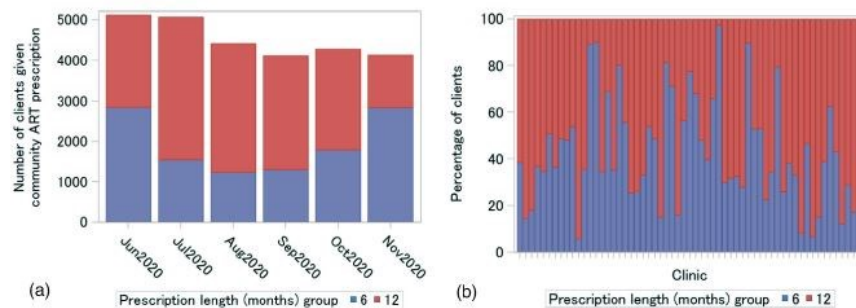 Number of clients given
community ART prescription
5000
4000
3000
2000
1000
0
Jun2020
Jul2020
Aug2020
Sep2020
Oct2020
Nov2020
(a)
Prescription length (months) group 6 12
Percentage of clients
100
80
60
40
20
0
Clinic
(b)
Prescription length (months) group 6 12